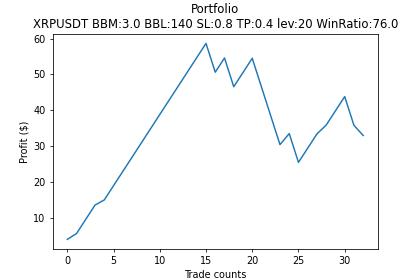 Portfolio
XRPUSDT BBM:3.0 BBL:140 SL:0.8 TP:0.4 lev:20 WinRatio:76.0
60
50
40
30
20
10
Profit ($)
0 5 10 15 20 25 30
Trade counts